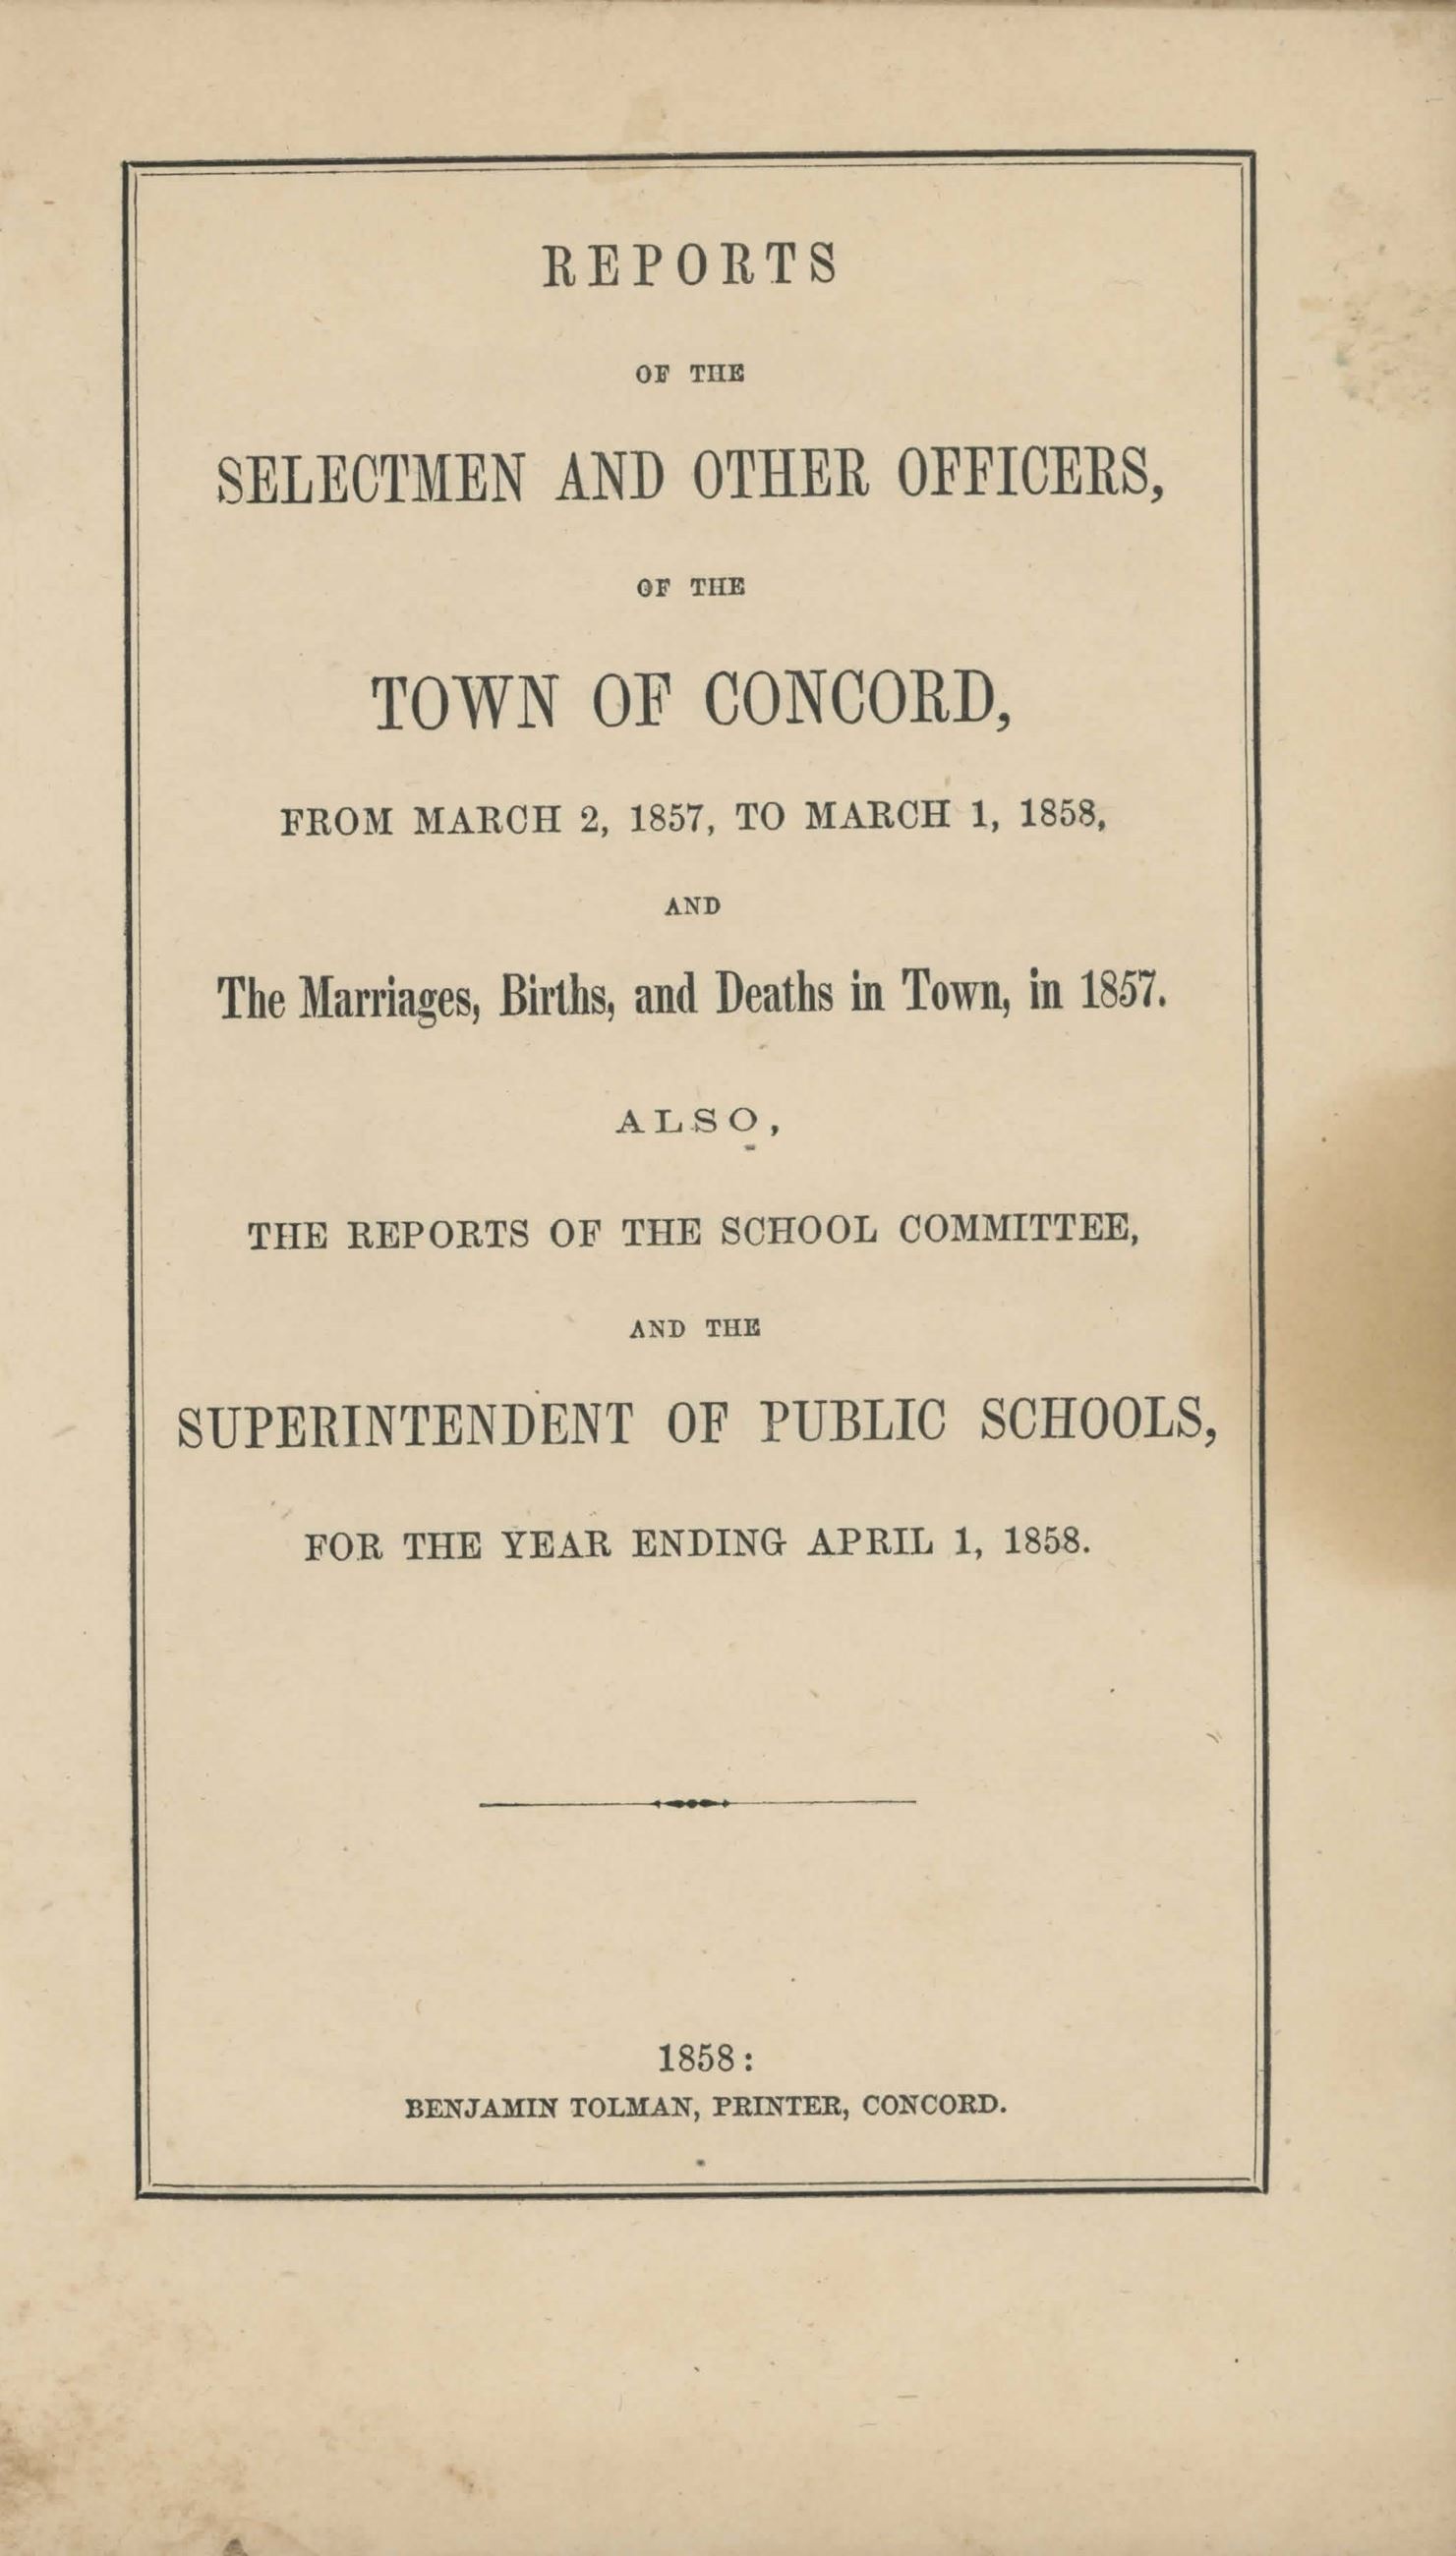 REPORTS
OF THE
SELECTMEN AND OTHER OFFICERS,
OF THE
TOWN OF CONCORD,
FROM MARCH 2, 1857, TO MARCH 1, 1858,
AND
The Marriages, Births, and Deaths in Town, in 1857.
ALSO,
THE REPORTS OF THE SCHOOL COMMITTEE,
AND THE
SUPERINTENDENT OF PUBLIC SCHOOLS,
FOR THE YEAR ENDING APRIL 1, 1858.
1858:
BENJAMIN TOLMAN, PRINTER, CONCORD.